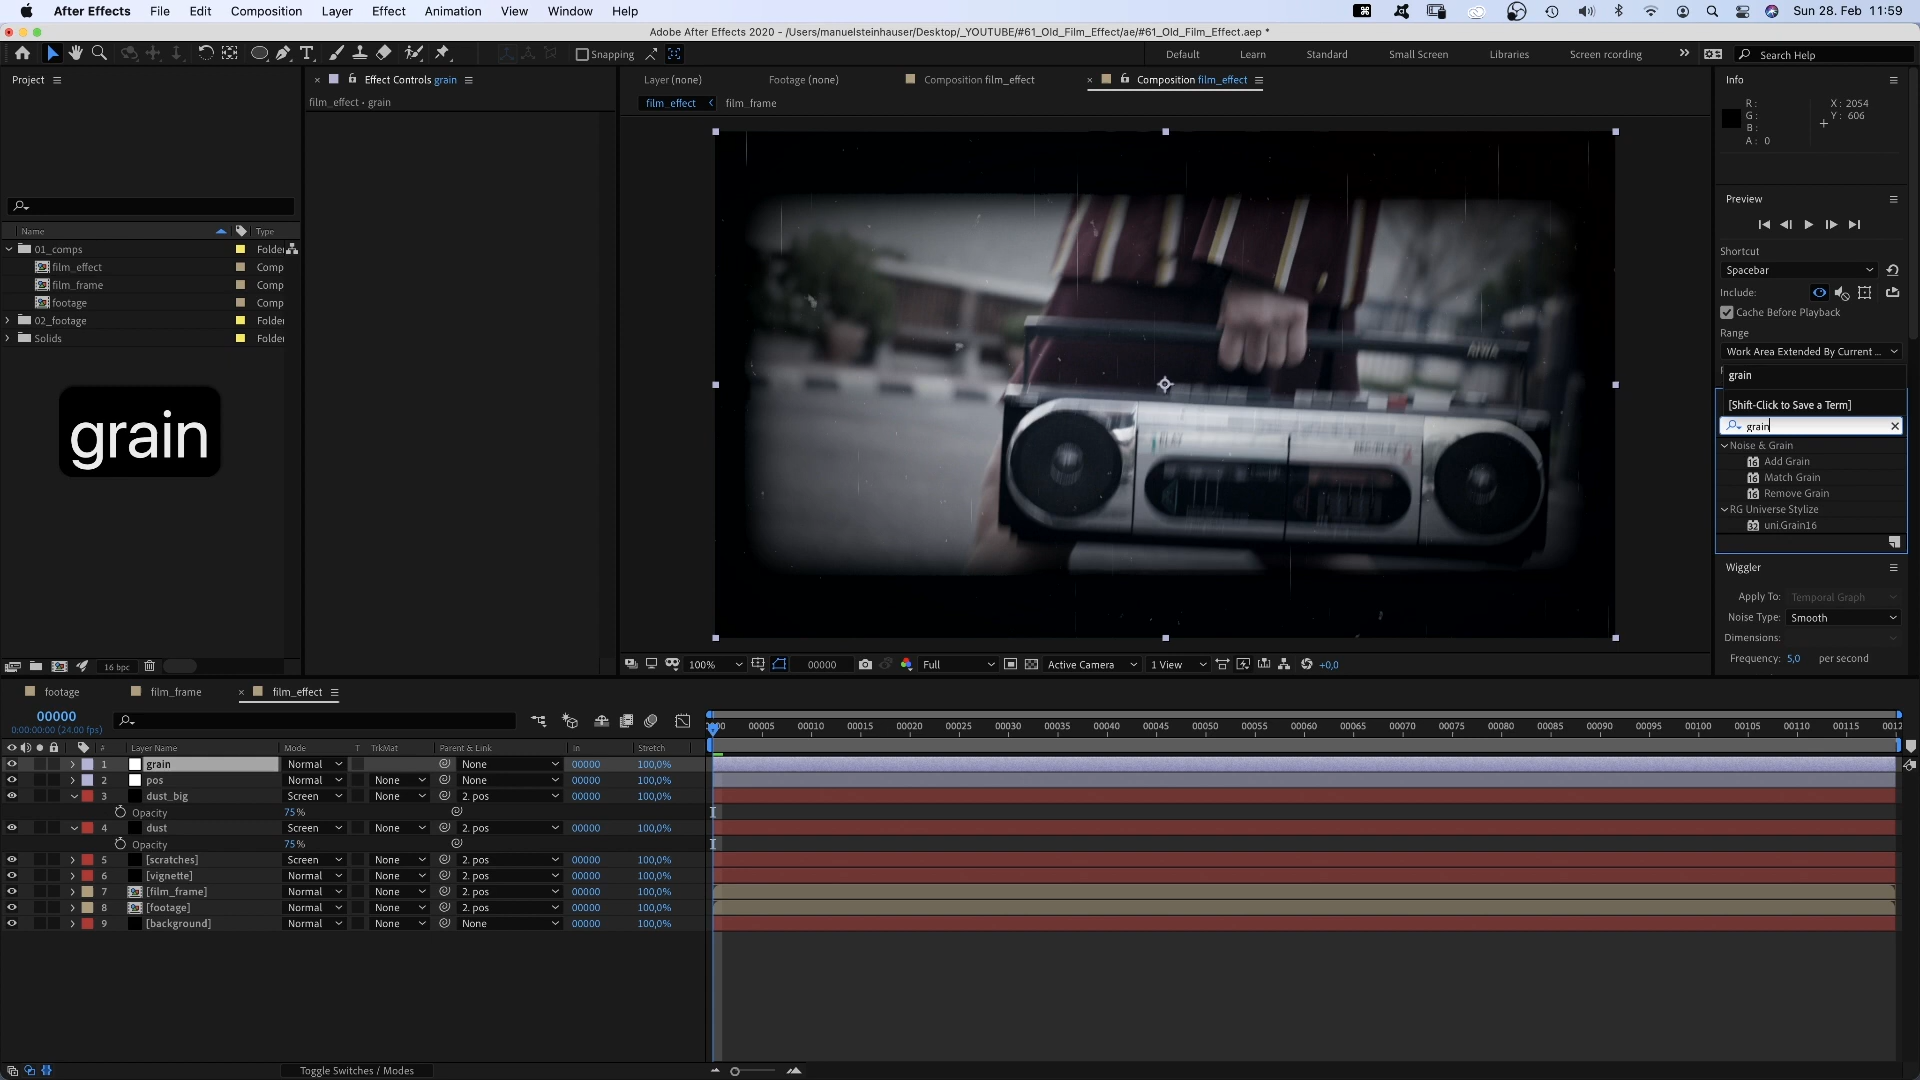 After Effects File Edit Composition Layer Effect Animation View Window Help Sun 28. Feb 11:59
Adobe After Effects 2020 - /Users/manuelsteinhauser/Desktop/_YOUTUBE/#61_Old_Film_Effect/ae/#61_Old_Film_Effect.aep *
Snapping Default Learn Standard Small Screen Libraries Screen rcording Search Help
Project
Effect Controls grain
Layer (none) Footage (none) Composition film_effect Composition film_effect
Info
film_effect • grain
film_effect film_frame
R: X: 2054
G: Y: 606
B:
A: 0
Preview
Name Type
01_comps Folder
film_effect Comp
film_frame Comp
footage Comp
02_footage Folder
Solids Folder
grain
AIWA
Shortcut
Spacebar
Include:
Cache Before Playback
Range
Work Area Extended By Current ...
grain
[Shift-Click to Save a Term]
grain
Noise & Grain
Add Grain
Match Grain
Remove Grain
RG Universe Stylize
uni.Grain16
Wiggler
Apply To: Temporal Graph
Noise Type: Smooth
Dimensions:
Frequency: 5,0 per second
16 bpc
100% 00000 Full Active Camera 1 View +0,0
footage film_frame film_effect
00000
0:00:00:00 (24.00 fps)
00005 00010 00015 00020 00025 00030 00035 00040 00045 00050 00055 00060 00065 00070 00075 00080 00085 00090 00095 00100 00105 00110 00115
# Layer Name Mode T TrkMat Parent & Link In Stretch
1 grain Normal None 00000 100,0%
2 pos Normal None None 00000 100,0%
3 dust_big Screen None 2. pos 00000 100,0%
Opacity 75%
4 dust Screen None 2. pos 00000 100,0%
Opacity 75%
5 [scratches] Screen None 2. pos 00000 100,0%
6 [vignette] Normal None 2. pos 00000 100,0%
7 [film_frame] Normal None 2. pos 00000 100,0%
8 [footage] Normal None 2. pos 00000 100,0%
9 [background] Normal None None 00000 100,0%
Toggle Switches / Modes